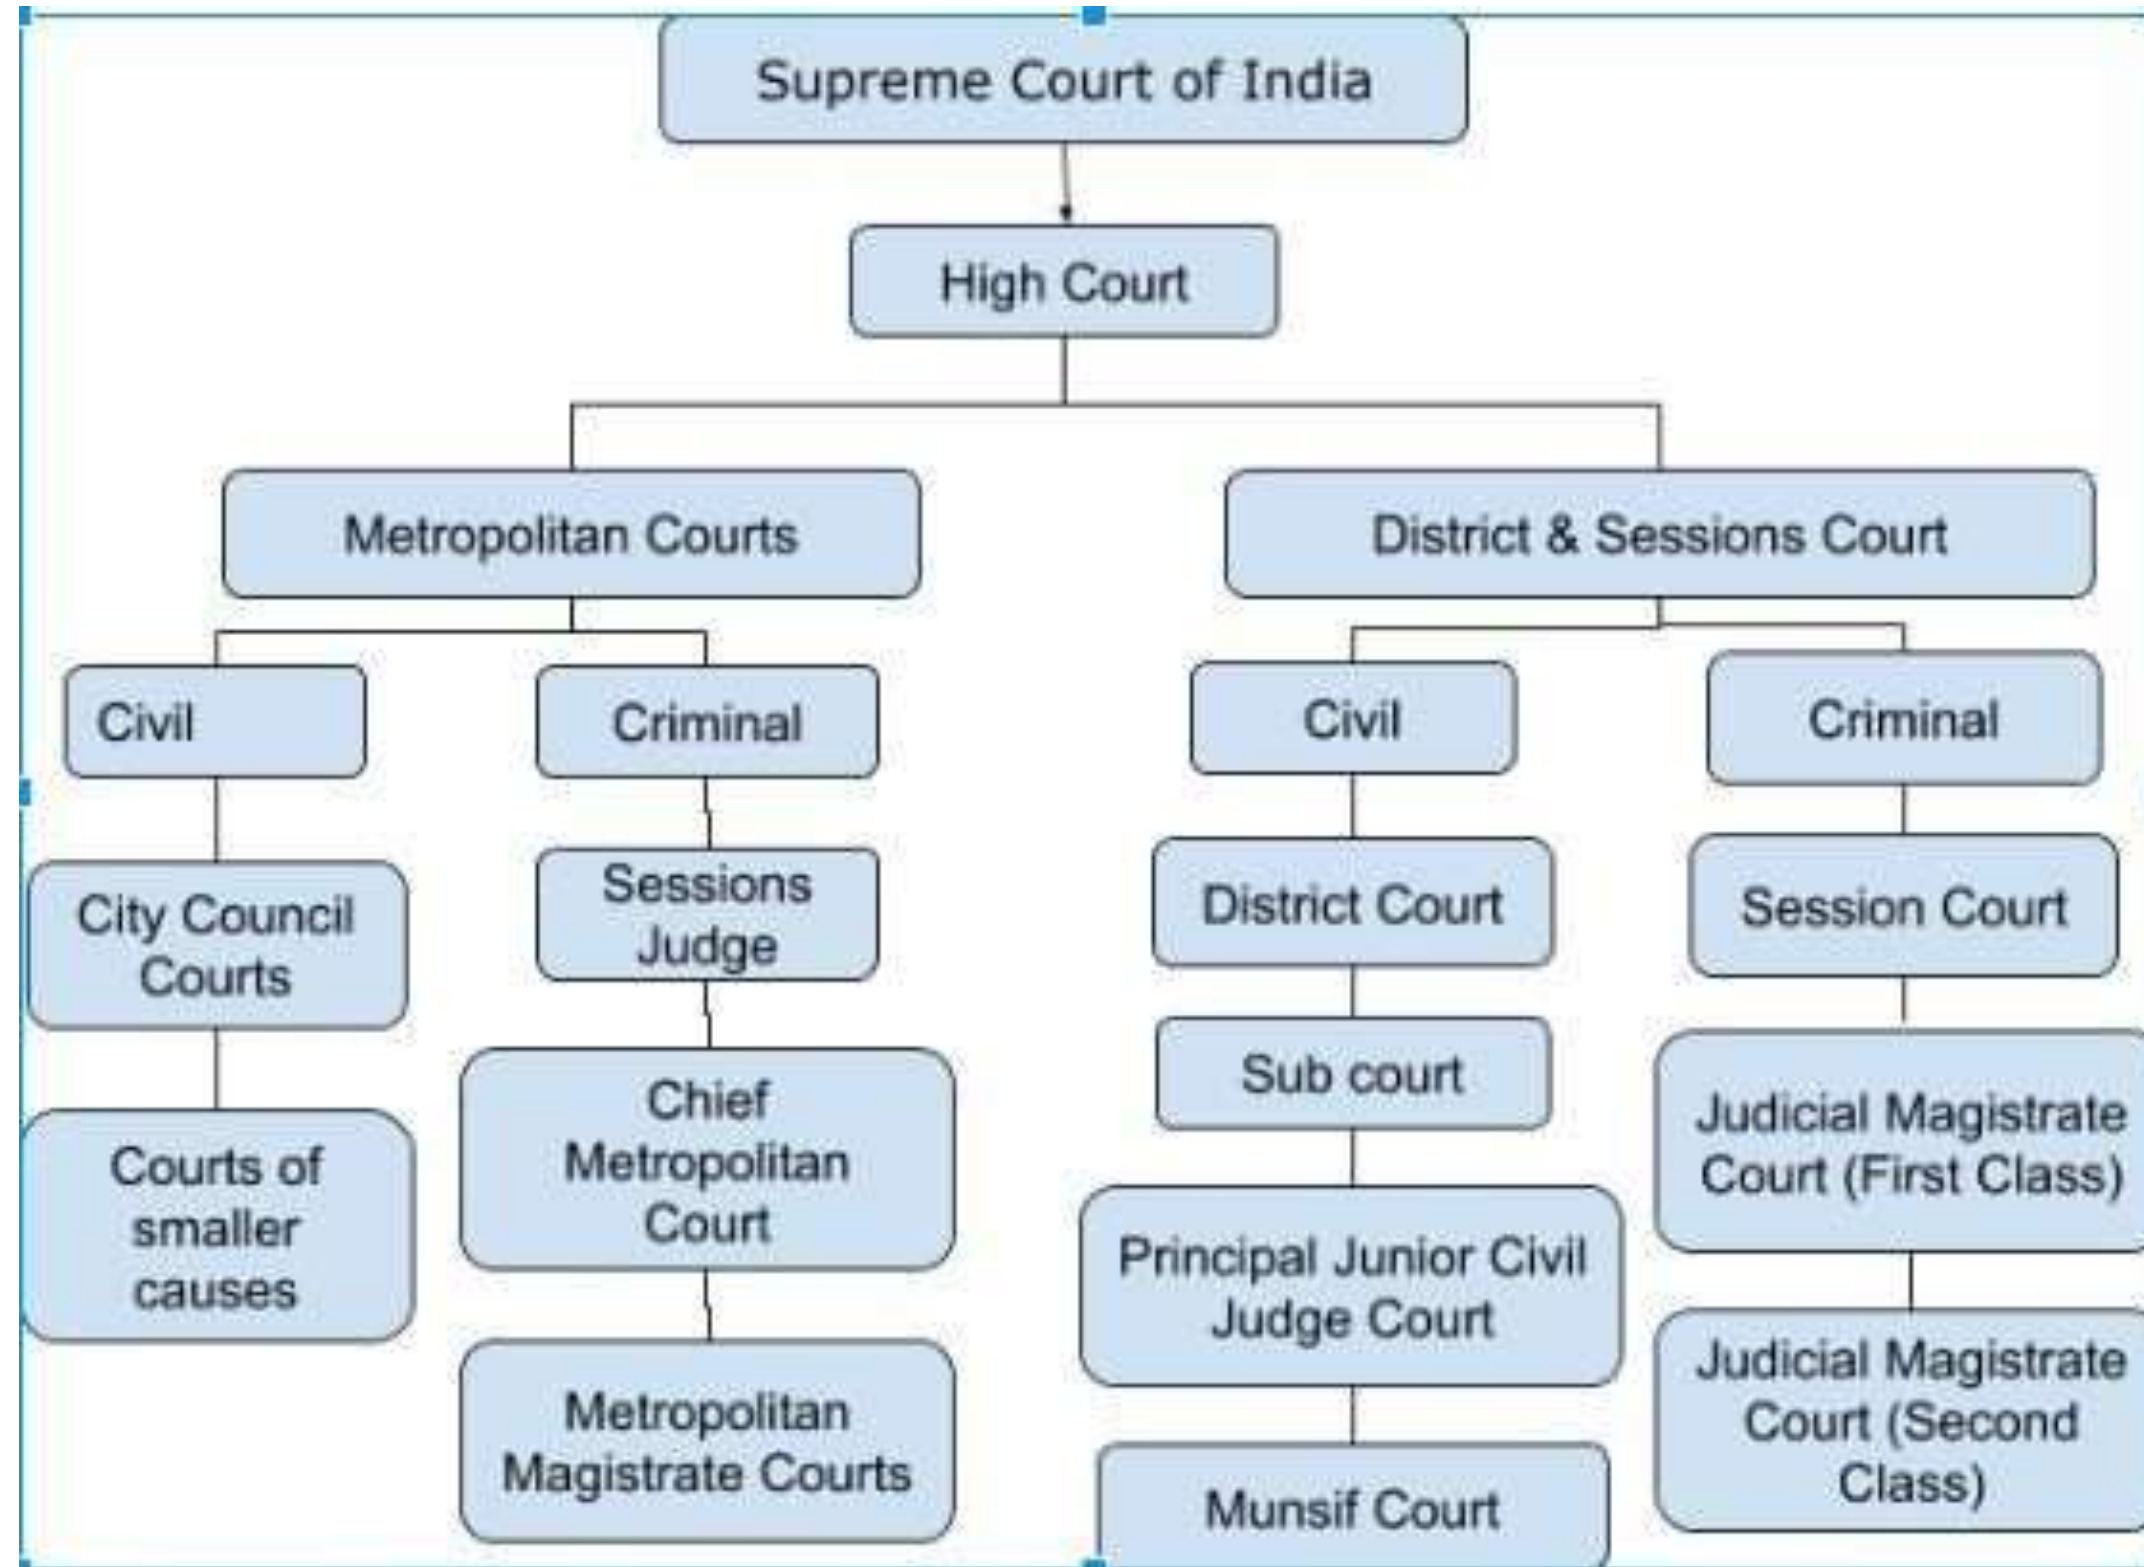 Supreme Court of India
High Court
Metropolitan Courts
District & Sessions Court
Civil
Criminal
Civil
Criminal
City Council
Courts
Sessions
Judge
District Court
Session Court
Courts of
smaller
causes
Chief
Metropolitan
Court
Sub court
Judicial Magistrate
Court (First Class)
Metropolitan
Magistrate Courts
Principal Junior Civil
Judge Court
Judicial Magistrate
Court (Second
Class)
Munsif Court